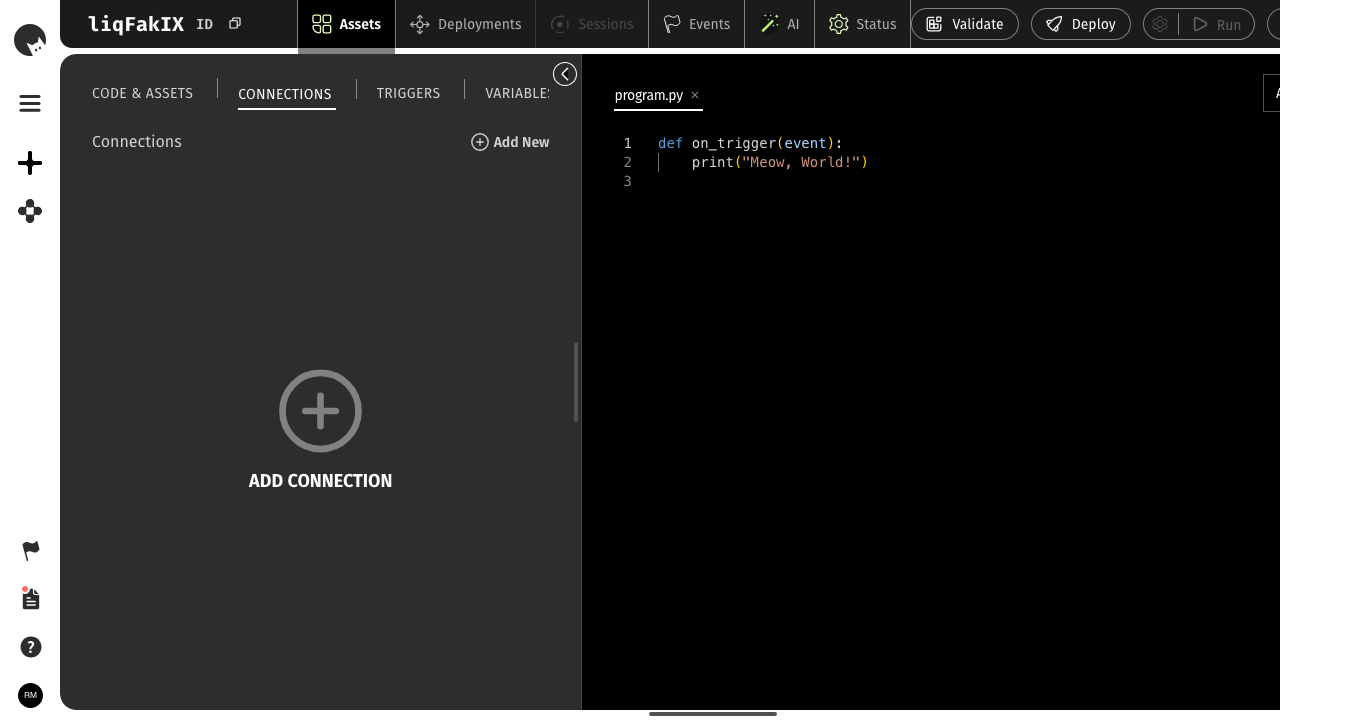 liqFakIX ID
Assets
Deployments
Sessions
Events
AI
Status
Validate
Deploy
Run
CODE & ASSETS
CONNECTIONS
TRIGGERS
VARIABLES
Connections
Add New
ADD CONNECTION
program.py
1 def on_trigger(event):
2 print("Meow, World!")
3
RM